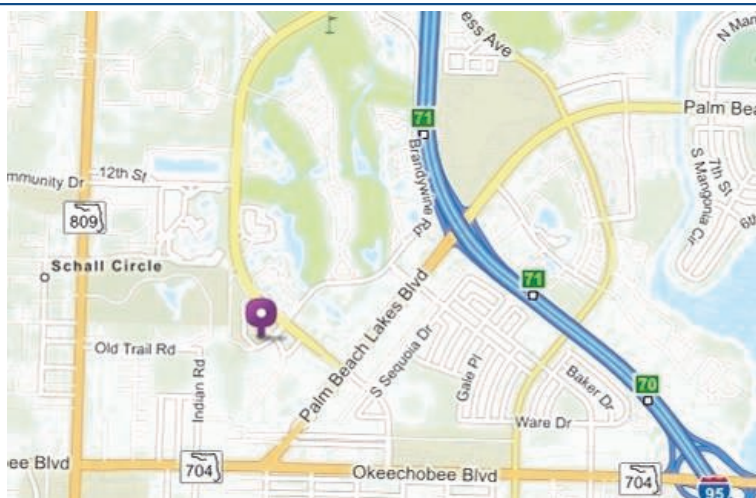 ess Ave
N Man
71
Palm Bea
Brandywine Rd
7th St
S Mangonia Cir
12th St
mmunity Dr
809
Schall Circle
71
Palm Beach Lakes Blvd
Old Trail Rd
Indian Rd
S Sequoia Dr
Gale Pl
Baker Dr
70
Ware Dr
ee Blvd
704
Okeechobee Blvd
704
95